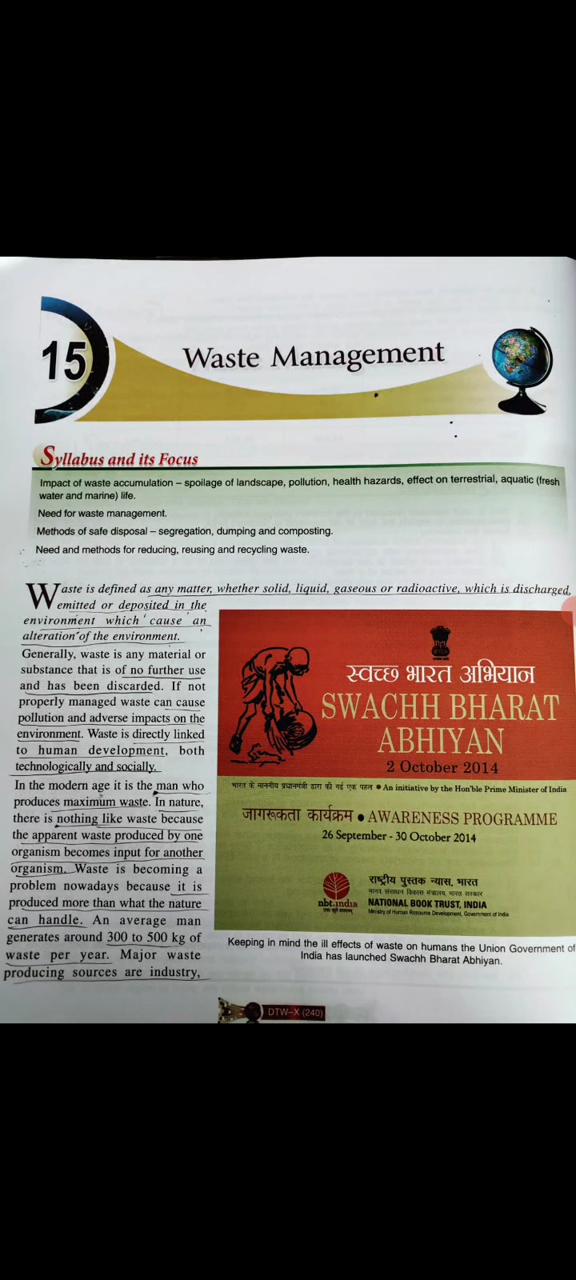 15
Waste Management
Syllabus and its Focus
Impact of waste accumulation – spoilage of landscape, pollution, health hazards, effect on terrestrial, aquatic (fresh
water and marine) life.
Need for waste management.
Methods of safe disposal – segregation, dumping and composting.
Need and methods for reducing, reusing and recycling waste.
Waste is defined as any matter, whether solid, liquid, gaseous or radioactive, which is discharged,
emitted or deposited in the
environment which cause an
alteration of the environment.
Generally, waste is any material or
substance that is of no further use
and has been discarded. If not
properly managed waste can cause
pollution and adverse impacts on the
environment. Waste is directly linked
to human development, both
technologically and socially.
In the modern age it is the man who
produces maximum waste. In nature,
there is nothing like waste because
the apparent waste produced by one
organism becomes input for another
organism. Waste is becoming a
problem nowadays because it is
produced more than what the nature
can handle. An average man
generates around 300 to 500 kg of
waste per year. Major waste
producing sources are industry,
स्वच्छ भारत अभियान
SWACHH BHARAT
ABHIYAN
2 October 2014
भारत के माननीय प्रधानमंत्री द्वारा की गई एक पहल • An initiative by the Hon'ble Prime Minister of India
जागरूकता कार्यक्रम • AWARENESS PROGRAMME
26 September - 30 October 2014
nbt.india
एकः सूते सकलम्
राष्ट्रीय पुस्तक न्यास, भारत
मानव संसाधन विकास मंत्रालय, भारत सरकार
NATIONAL BOOK TRUST, INDIA
Ministry of Human Resource Development, Government of India
Keeping in mind the ill effects of waste on humans the Union Government of
India has launched Swachh Bharat Abhiyan.
DTW–X (240)